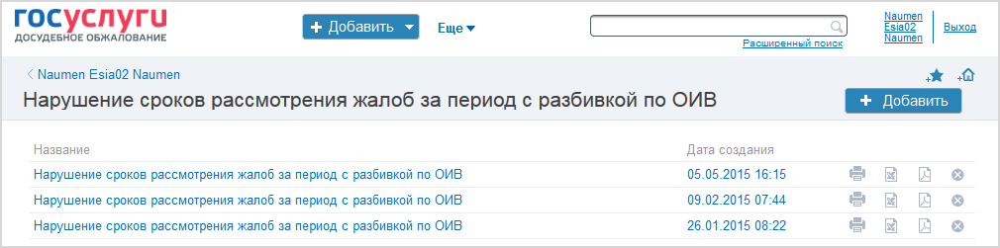 госуслуги
ДОСУДЕБНОЕ ОБЖАЛОВАНИЕ
Добавить
Еще
Расширенный поиск
Naumen
Esia02
Naumen
Выход
Naumen Esia02 Naumen
Нарушение сроков рассмотрения жалоб за период с разбивкой по ОИВ
Добавить
Название Дата создания
Нарушение сроков рассмотрения жалоб за период с разбивкой по ОИВ 05.05.2015 16:15
Нарушение сроков рассмотрения жалоб за период с разбивкой по ОИВ 09.02.2015 07:44
Нарушение сроков рассмотрения жалоб за период с разбивкой по ОИВ 26.01.2015 08:22